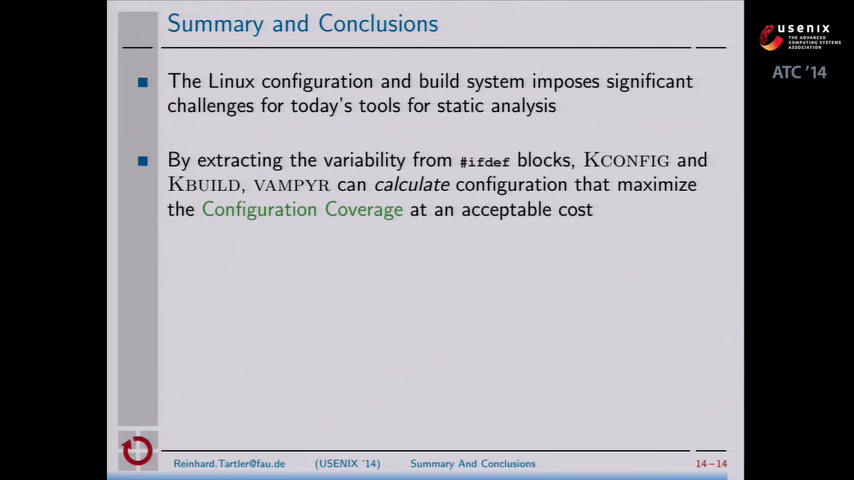 Summary and Conclusions
usenix
THE ADVANCED
COMPUTING SYSTEMS
ASSOCIATION
ATC '14
The Linux configuration and build system imposes significant
challenges for today's tools for static analysis
By extracting the variability from #ifdef blocks, KCONFIG and
KBUILD, VAMPYR can calculate configuration that maximize
the Configuration Coverage at an acceptable cost
Reinhard.Tartler@fau.de (USENIX '14) Summary And Conclusions 14–14